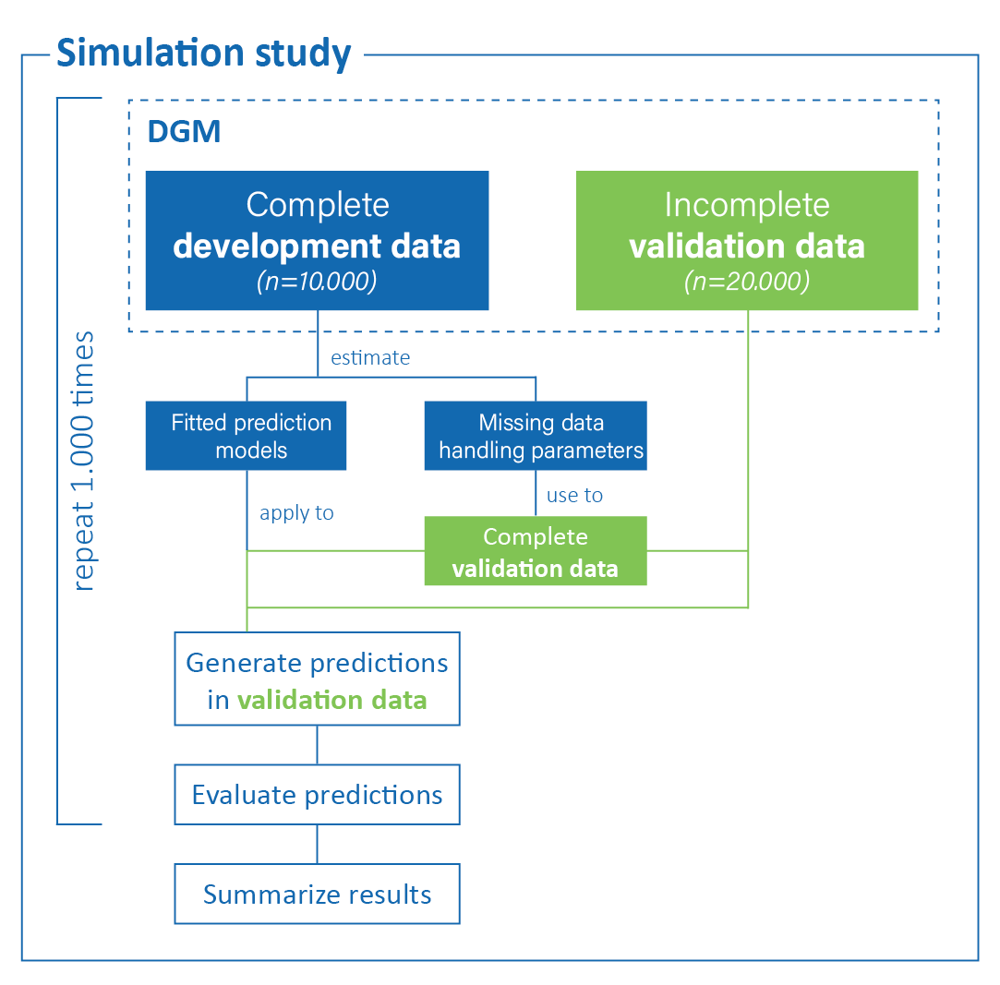 Simulation study
DGM
Complete
development data
(n=10.000)
Incomplete
validation data
(n=20.000)
repeat 1.000 times
estimate
Fitted prediction
models
Missing data
handling parameters
apply to
use to
Complete
validation data
Generate predictions
in validation data
Evaluate predictions
Summarize results